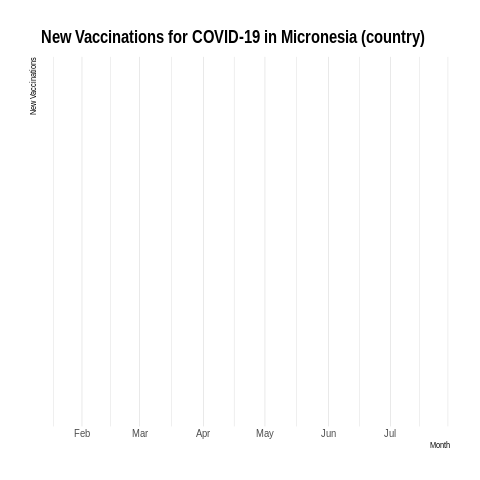 New Vaccinations for COVID-19 in Micronesia (country)
New Vaccinations
Feb Mar Apr May Jun Jul
Month